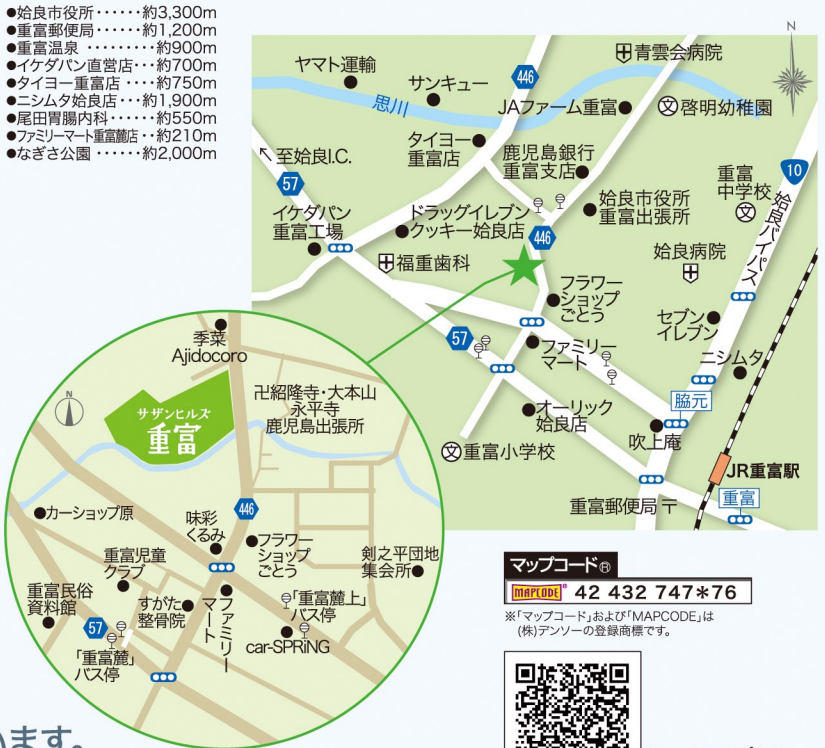 ●姶良市役所‥‥‥約3,300m
●重富郵便局‥‥‥約1,200m
●重富温泉 ‥‥‥‥約900m
●イケダパン直営店‥‥約700m
●タイヨー重富店‥‥約750m
●ニシムタ姶良店‥‥約1,900m
●尾田胃腸内科‥‥‥約550m
●ファミリーマート重富麓店‥約210m
●なぎさ公園‥‥‥約2,000m
N
青雲会病院
ヤマト運輸
446
サンキュー
思川
JAファーム重富
文
啓明幼稚園
タイヨー
重富店
鹿児島銀行
重富支店
至姶良I.C.
57
重富
中学校
文
10
姶良バイパス
姶良市役所
重富出張所
イケダパン
重富工場
ドラッグイレブン
クッキー姶良店
446
福重歯科
姶良病院
フラワー
ショップ
ごとう
セブン
イレブン
57
ファミリー
マート
ニシムタ
脇元
オーリック
姶良店
吹上庵
文
重富小学校
JR重富駅
重富郵便局 〒
重富
季菜
Ajidocoro
N
サザンヒルズ
重富
卍紹隆寺・大本山
永平寺
鹿児島出張所
446
カーショップ原
味彩
くるみ
フラワー
ショップ
ごとう
重富児童
クラブ
剣之平団地
集会所
重富民俗
資料館
すがた
整骨院
ファミリー
マート
「重富麓上」
バス停
57
car-SPRiNG
「重富麓」
バス停
マップコード®
MAPCODE® 42 432 747*76
※「マップコード」および「MAPCODE」は
(株)デンソーの登録商標です。
います。